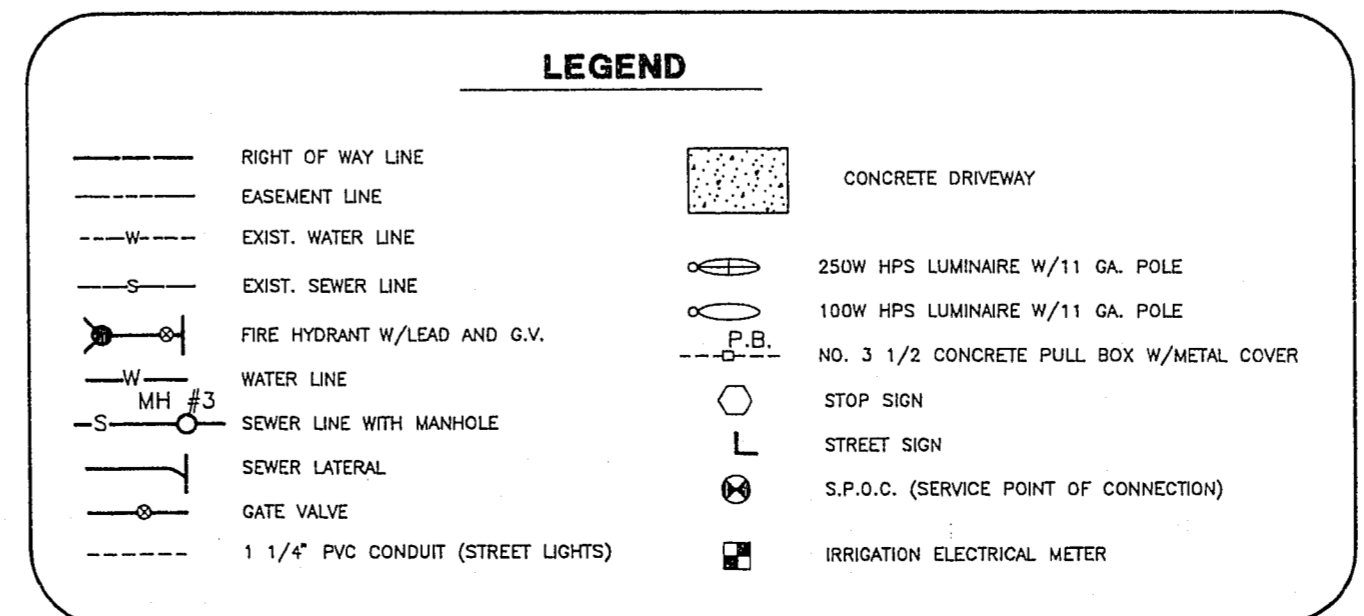 LEGEND
RIGHT OF WAY LINE
EASEMENT LINE
W EXIST. WATER LINE
S EXIST. SEWER LINE
FIRE HYDRANT W/LEAD AND G.V.
W WATER LINE
MH #3
S SEWER LINE WITH MANHOLE
SEWER LATERAL
GATE VALVE
1 1/4" PVC CONDUIT (STREET LIGHTS)
CONCRETE DRIVEWAY
250W HPS LUMINAIRE W/11 GA. POLE
100W HPS LUMINAIRE W/11 GA. POLE
P.B.
NO. 3 1/2 CONCRETE PULL BOX W/METAL COVER
STOP SIGN
STREET SIGN
S.P.O.C. (SERVICE POINT OF CONNECTION)
IRRIGATION ELECTRICAL METER